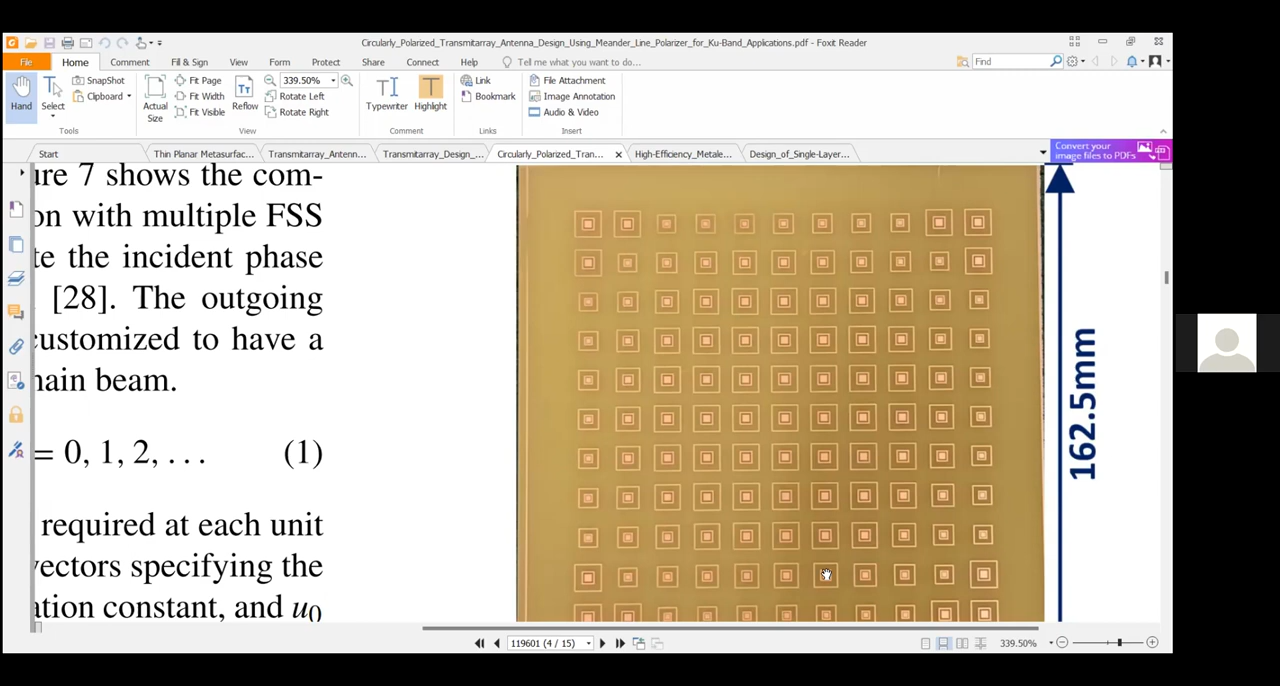 Circularly_Polarized_Transmitarray_Antenna_Design_Using_Meander_Line_Polarizer_for_Ku-Band_Applications.pdf - Foxit Reader
File Home Comment Fill & Sign View Form Protect Share Connect Help Tell me what you want to do... Find
Hand
Select
SnapShot
Clipboard
Tools
Actual Size
Fit Page
Fit Width
Fit Visible
Reflow
339.50%
Rotate Left
Rotate Right
View
Typewriter
Highlight
Comment
Link
Bookmark
Links
File Attachment
Image Annotation
Audio & Video
Insert
Start Thin Planar Metasurfac... Transmitarray_Antenn... Transmitarray_Design_... Circularly_Polarized_Tran... High-Efficiency_Metale... Design_of_Single-Layer...
Convert your
image files to PDFs
ure 7 shows the com-
on with multiple FSS
te the incident phase
[28]. The outgoing
customized to have a
main beam.
= 0, 1, 2, . . . (1)
required at each unit
vectors specifying the
ation constant, and u0
162.5mm
119601 (4 / 15)
339.50%